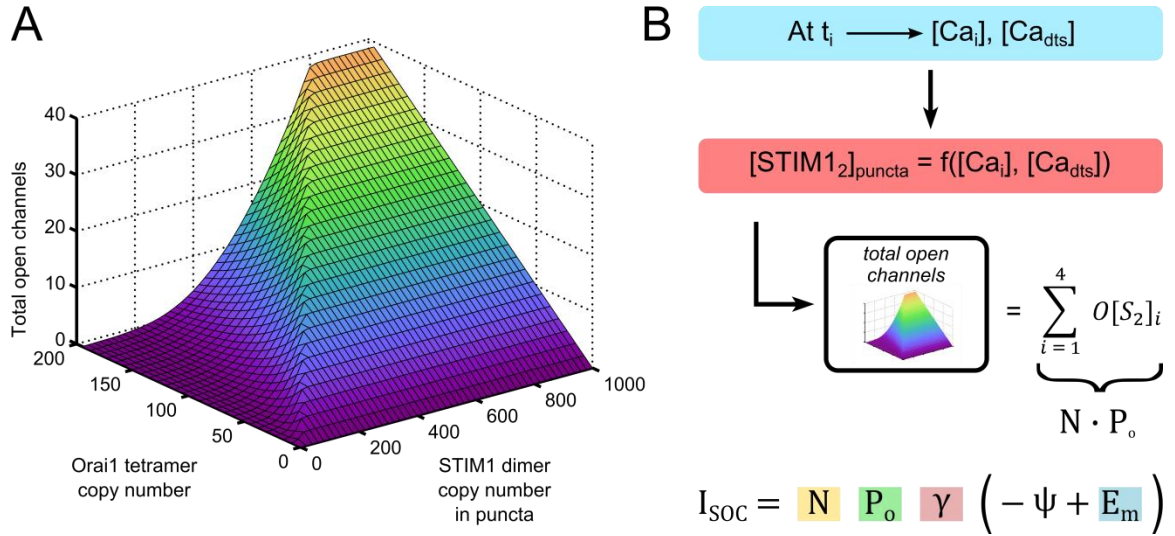 A
Total open channels
40
30
20
10
0
200
150
100
50
0
0
200
400
600
800
1000
Orai1 tetramer
copy number
STIM1 dimer
copy number
in puncta
B
At tᵢ ⟶ [Caᵢ], [Ca_dts]
[STIM1₂]_puncta = f([Caᵢ], [Ca_dts])
total open
channels
= ∑_{i = 1}^{4} O[S₂]ᵢ
N · Pₒ
I_SOC = N Pₒ γ (− ψ + E_m)